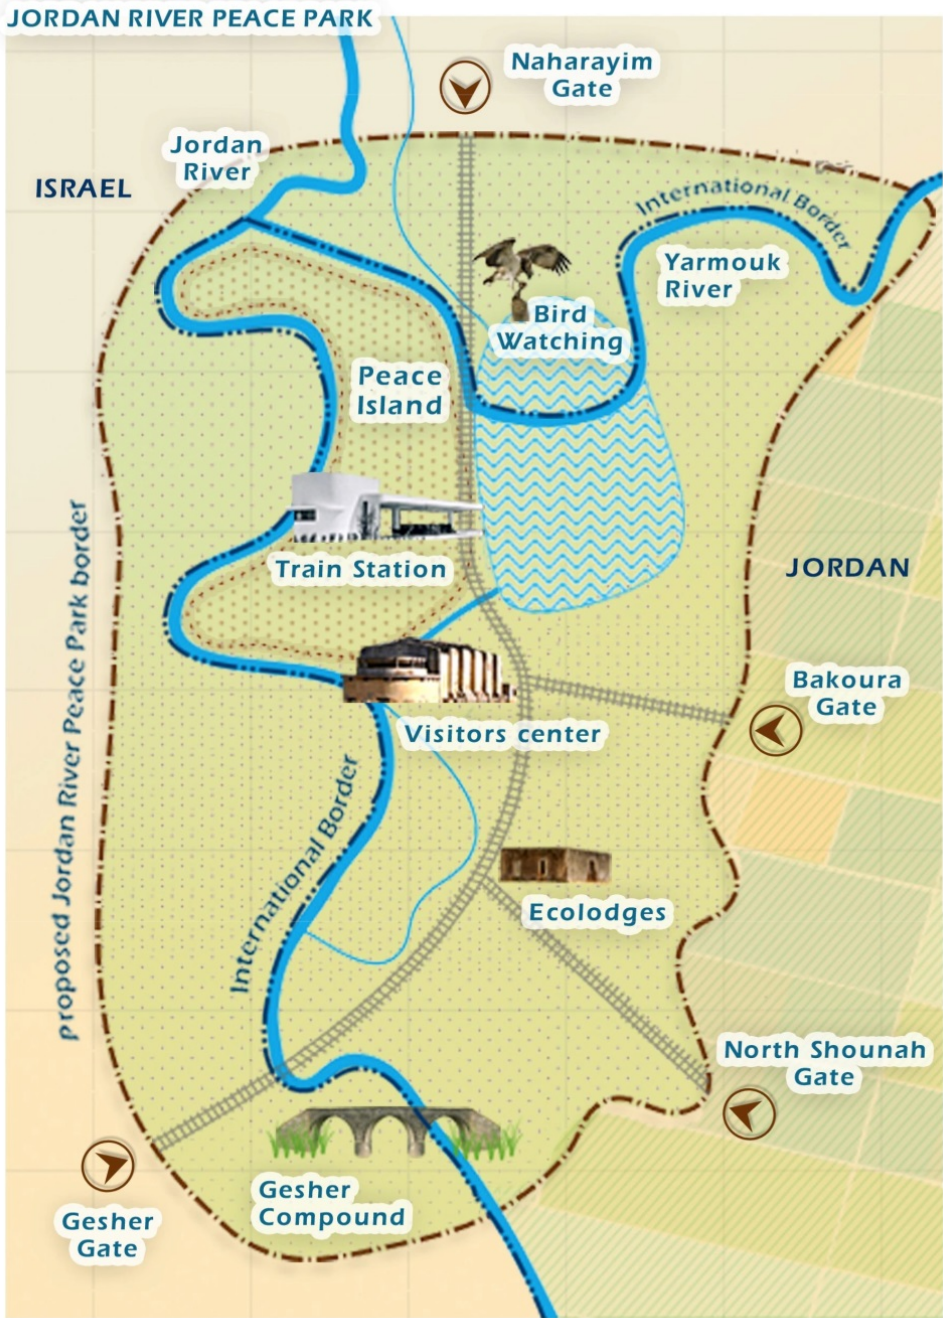 JORDAN RIVER PEACE PARK
Naharayim
Gate
Jordan
River
ISRAEL
International Border
Yarmouk
River
Bird
Watching
Peace
Island
proposed Jordan River Peace Park border
Train Station
JORDAN
Bakoura
Gate
Visitors center
International Border
Ecolodges
North Shounah
Gate
Gesher
Compound
Gesher
Gate